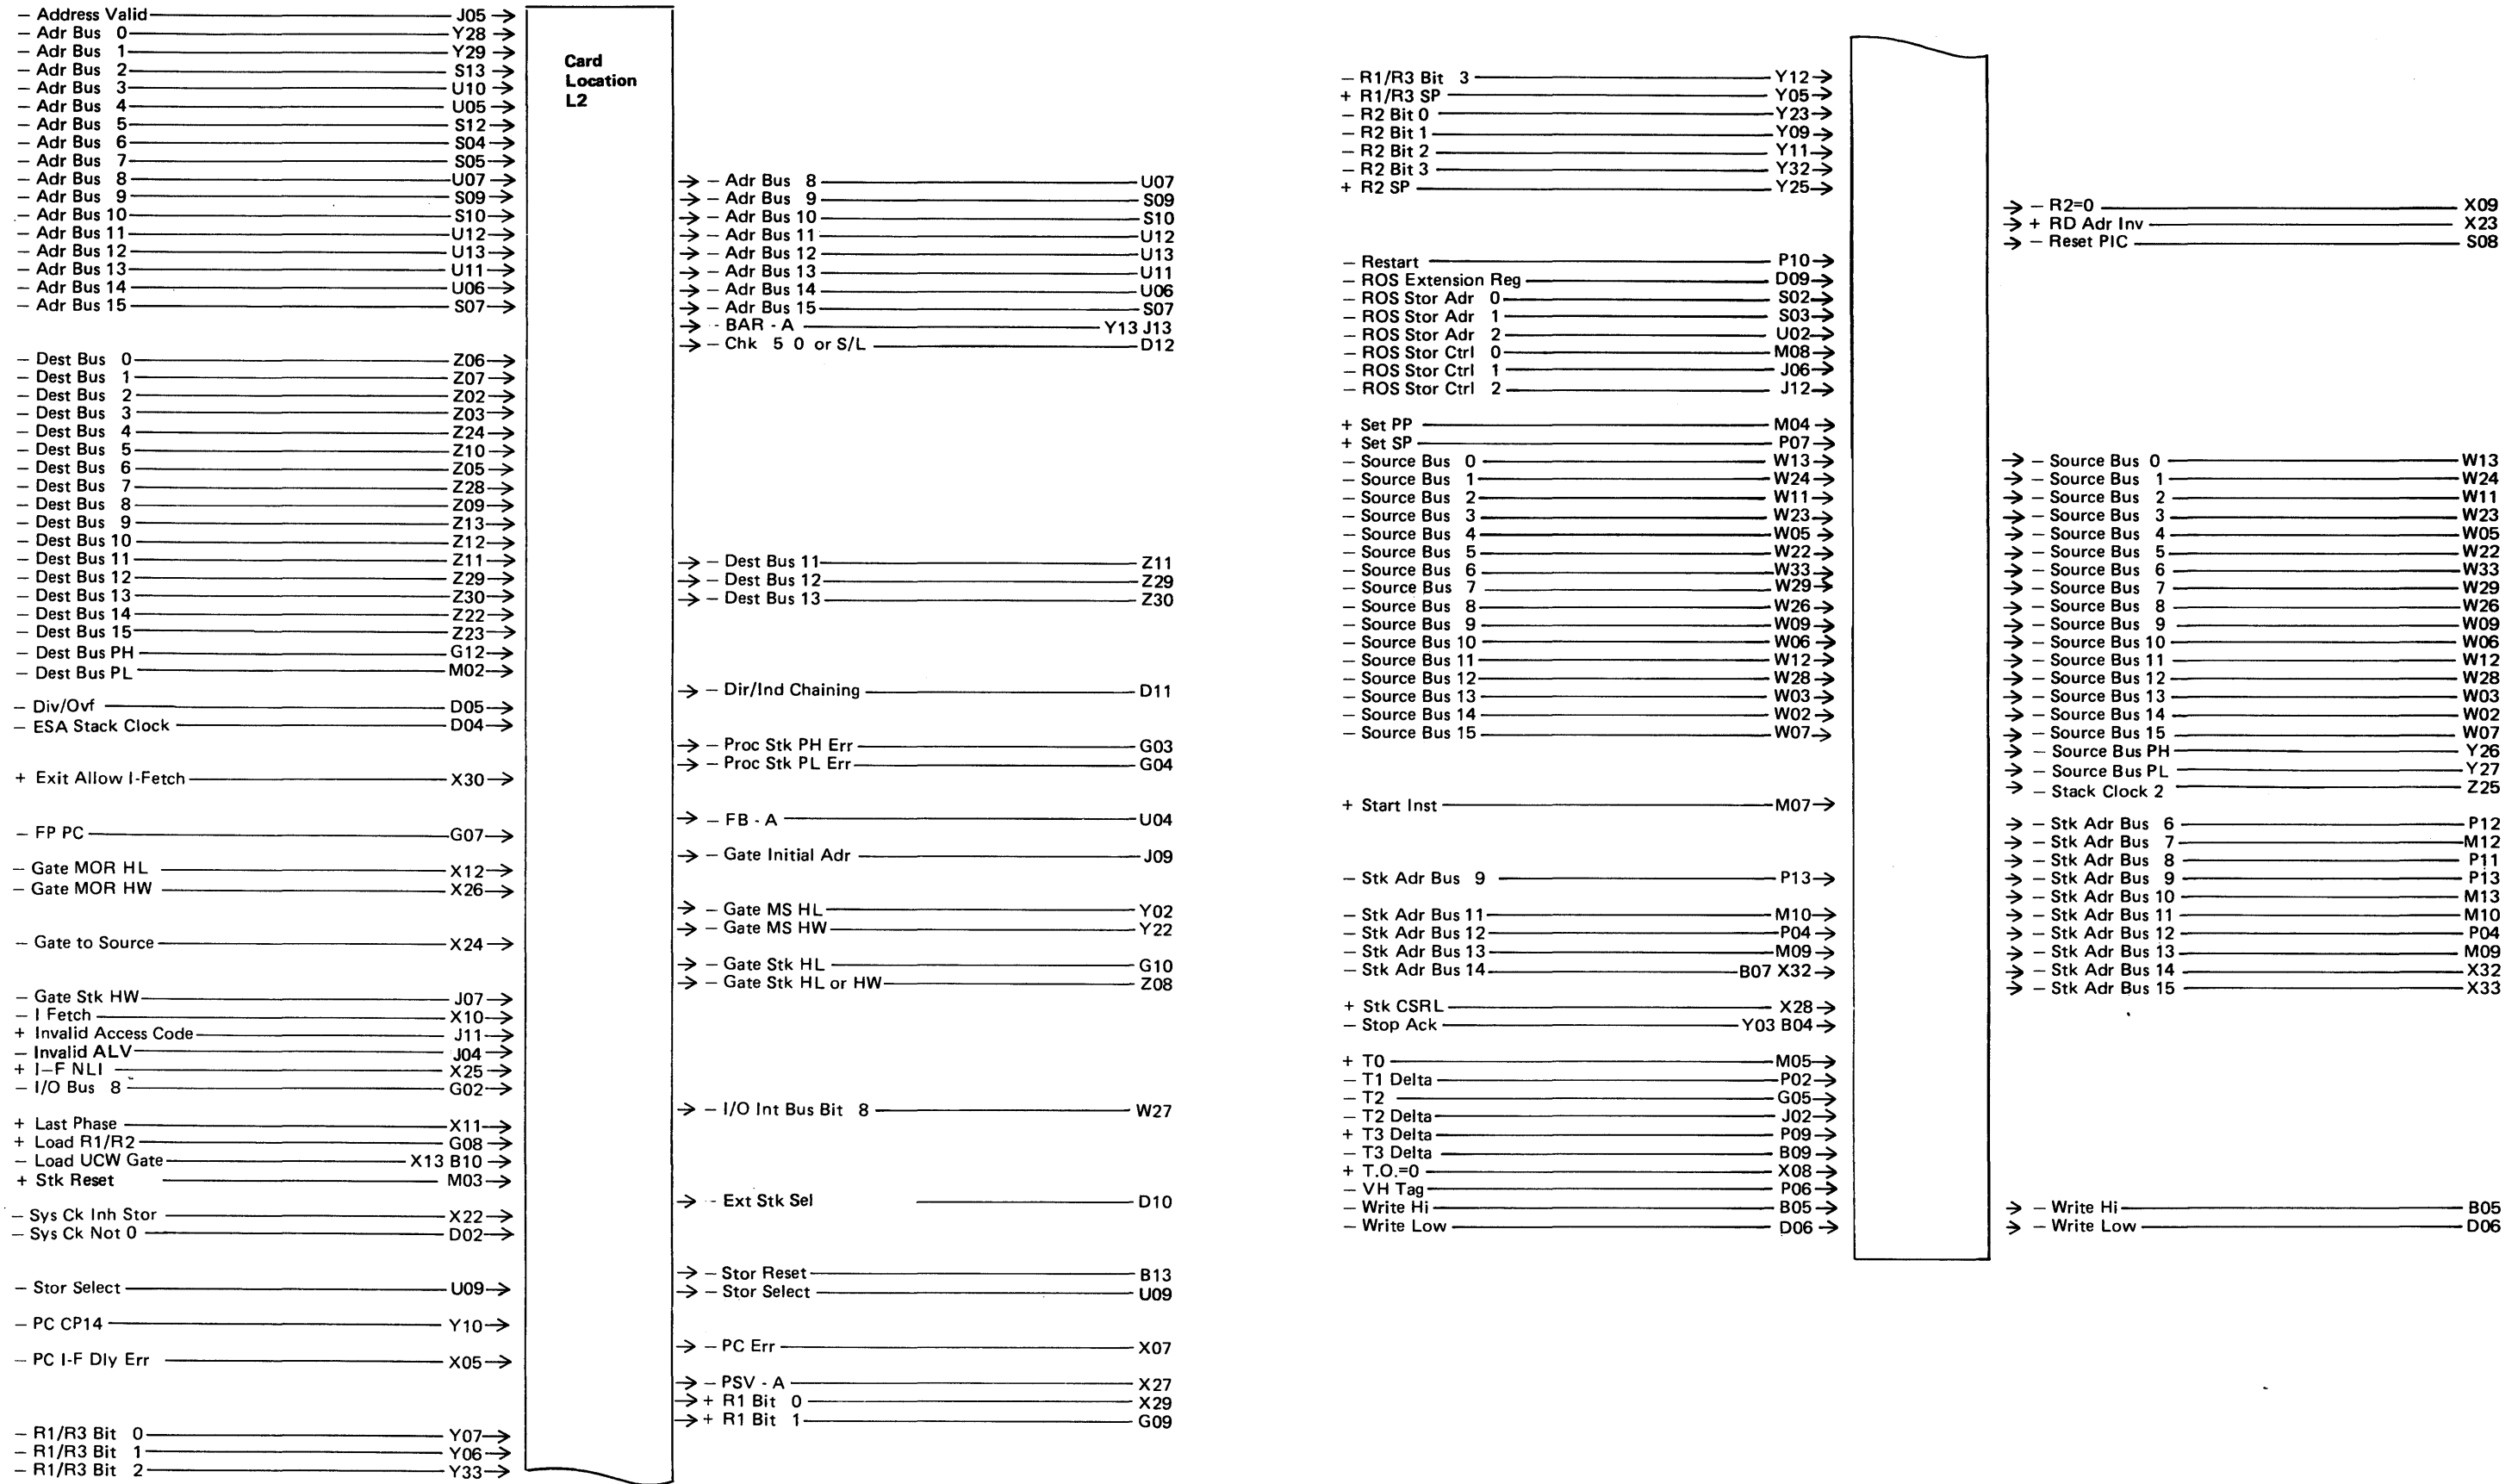 Card
Location
L2
— Address Valid J05
— Adr Bus 0 Y28
— Adr Bus 1 Y29
— Adr Bus 2 S13
— Adr Bus 3 U10
— Adr Bus 4 U05
— Adr Bus 5 S12
— Adr Bus 6 S04
— Adr Bus 7 S05
— Adr Bus 8 U07
— Adr Bus 9 S09
— Adr Bus 10 S10
— Adr Bus 11 U12
— Adr Bus 12 U13
— Adr Bus 13 U11
— Adr Bus 14 U06
— Adr Bus 15 S07
— Dest Bus 0 Z06
— Dest Bus 1 Z07
— Dest Bus 2 Z02
— Dest Bus 3 Z03
— Dest Bus 4 Z24
— Dest Bus 5 Z10
— Dest Bus 6 Z05
— Dest Bus 7 Z28
— Dest Bus 8 Z09
— Dest Bus 9 Z13
— Dest Bus 10 Z12
— Dest Bus 11 Z11
— Dest Bus 12 Z29
— Dest Bus 13 Z30
— Dest Bus 14 Z22
— Dest Bus 15 Z23
— Dest Bus PH G12
— Dest Bus PL M02
— Div/Ovf D05
— ESA Stack Clock D04
+ Exit Allow I-Fetch X30
— FP PC G07
— Gate MOR HL X12
— Gate MOR HW X26
— Gate to Source X24
— Gate Stk HW J07
— I Fetch X10
+ Invalid Access Code J11
— Invalid ALV J04
+ I—F NLI X25
— I/O Bus 8 G02
+ Last Phase X11
+ Load R1/R2 G08
— Load UCW Gate X13 B10
+ Stk Reset M03
— Sys Ck Inh Stor X22
— Sys Ck Not 0 D02
— Stor Select U09
— PC CP14 Y10
— PC I-F Dly Err X05
— R1/R3 Bit 0 Y07
— R1/R3 Bit 1 Y06
— R1/R3 Bit 2 Y33
— Adr Bus 8 U07
— Adr Bus 9 S09
— Adr Bus 10 S10
— Adr Bus 11 U12
— Adr Bus 12 U13
— Adr Bus 13 U11
— Adr Bus 14 U06
— Adr Bus 15 S07
- BAR - A Y13 J13
— Chk 5 0 or S/L D12
— Dest Bus 11 Z11
— Dest Bus 12 Z29
— Dest Bus 13 Z30
— Dir/Ind Chaining D11
— Proc Stk PH Err G03
— Proc Stk PL Err G04
— FB - A U04
— Gate Initial Adr J09
— Gate MS HL Y02
— Gate MS HW Y22
— Gate Stk HL G10
— Gate Stk HL or HW Z08
— I/O Int Bus Bit 8 W27
- Ext Stk Sel D10
— Stor Reset B13
— Stor Select U09
— PC Err X07
— PSV - A X27
+ R1 Bit 0 X29
+ R1 Bit 1 G09
— R1/R3 Bit 3 Y12
+ R1/R3 SP Y05
— R2 Bit 0 Y23
— R2 Bit 1 Y09
— R2 Bit 2 Y11
— R2 Bit 3 Y32
+ R2 SP Y25
— Restart P10
— ROS Extension Reg D09
— ROS Stor Adr 0 S02
— ROS Stor Adr 1 S03
— ROS Stor Adr 2 U02
— ROS Stor Ctrl 0 M08
— ROS Stor Ctrl 1 J06
— ROS Stor Ctrl 2 J12
+ Set PP M04
+ Set SP P07
— Source Bus 0 W13
— Source Bus 1 W24
— Source Bus 2 W11
— Source Bus 3 W23
— Source Bus 4 W05
— Source Bus 5 W22
— Source Bus 6 W33
— Source Bus 7 W29
— Source Bus 8 W26
— Source Bus 9 W09
— Source Bus 10 W06
— Source Bus 11 W12
— Source Bus 12 W28
— Source Bus 13 W03
— Source Bus 14 W02
— Source Bus 15 W07
+ Start Inst M07
— Stk Adr Bus 9 P13
— Stk Adr Bus 11 M10
— Stk Adr Bus 12 P04
— Stk Adr Bus 13 M09
— Stk Adr Bus 14 B07 X32
+ Stk CSRL X28
— Stop Ack Y03 B04
+ T0 M05
— T1 Delta P02
— T2 G05
— T2 Delta J02
+ T3 Delta P09
— T3 Delta B09
+ T.O.=0 X08
— VH Tag P06
— Write Hi B05
— Write Low D06
— R2=0 X09
+ RD Adr Inv X23
— Reset PIC S08
— Source Bus 0 W13
— Source Bus 1 W24
— Source Bus 2 W11
— Source Bus 3 W23
— Source Bus 4 W05
— Source Bus 5 W22
— Source Bus 6 W33
— Source Bus 7 W29
— Source Bus 8 W26
— Source Bus 9 W09
— Source Bus 10 W06
— Source Bus 11 W12
— Source Bus 12 W28
— Source Bus 13 W03
— Source Bus 14 W02
— Source Bus 15 W07
— Source Bus PH Y26
— Source Bus PL Y27
— Stack Clock 2 Z25
— Stk Adr Bus 6 P12
— Stk Adr Bus 7 M12
— Stk Adr Bus 8 P11
— Stk Adr Bus 9 P13
— Stk Adr Bus 10 M13
— Stk Adr Bus 11 M10
— Stk Adr Bus 12 P04
— Stk Adr Bus 13 M09
— Stk Adr Bus 14 X32
— Stk Adr Bus 15 X33
— Write Hi B05
— Write Low D06